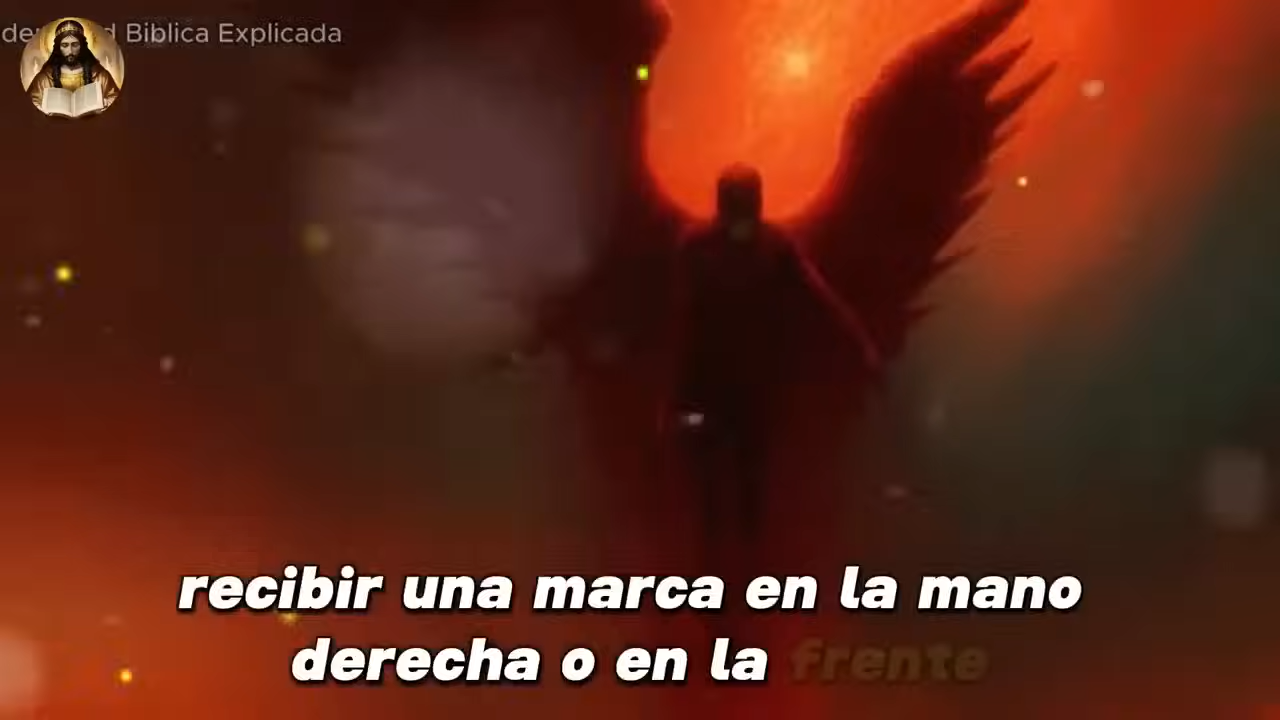 Biblica Explicada
recibir una marca en la mano
derecha o en la frente